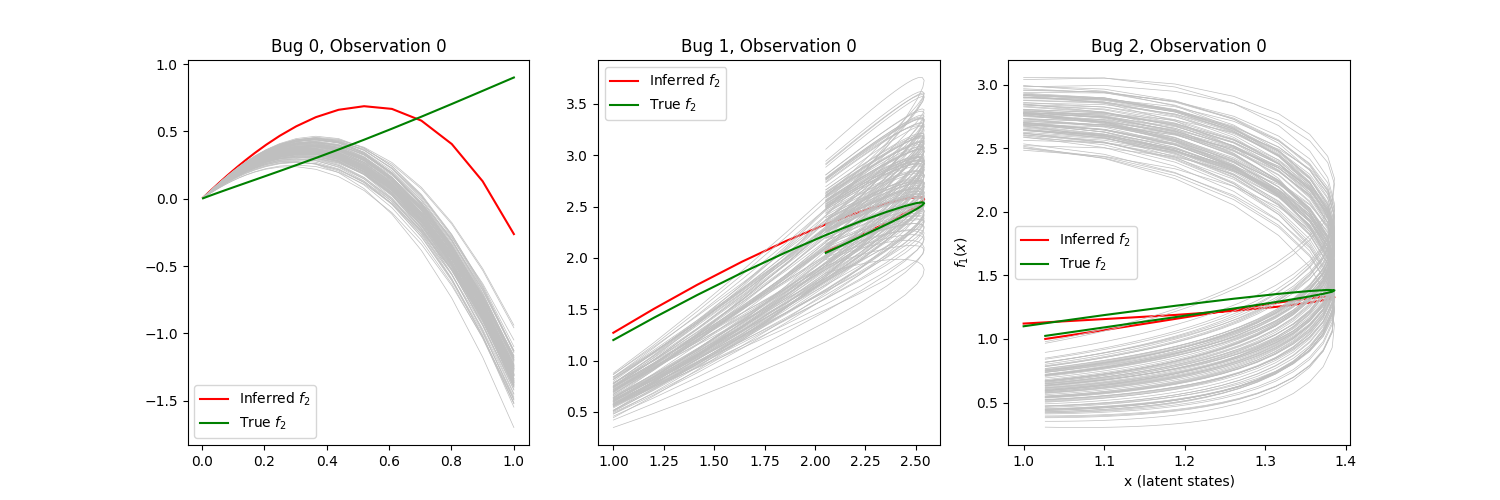 Bug 0, Observation 0
1.0
0.5
0.0
−0.5
−1.0
−1.5
Inferred f₂
True f₂
0.0 0.2 0.4 0.6 0.8 1.0
Bug 1, Observation 0
Inferred f₂
True f₂
3.5
3.0
2.5
2.0
1.5
1.0
0.5
1.00 1.25 1.50 1.75 2.00 2.25 2.50
Bug 2, Observation 0
3.0
2.5
2.0
1.5
1.0
0.5
f₁(x)
Inferred f₂
True f₂
1.0 1.1 1.2 1.3 1.4
x (latent states)